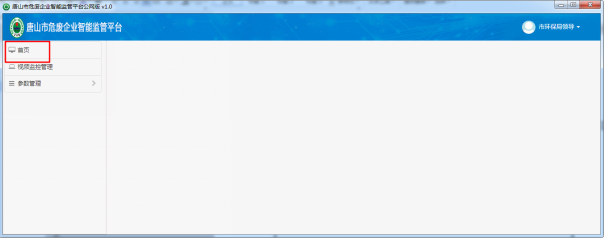 唐山市危废企业智能监管平台公网版 v1.0
唐山市危废企业智能监管平台
市环保局领导
首页
视频监控管理
参数管理